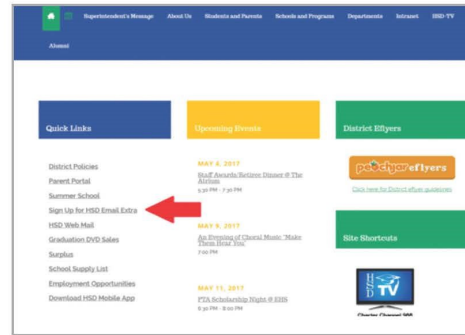 Superintendent's Message About Us Students and Parents Schools and Programs Departments Intranet HSD-TV
Alumni
Quick Links
District Policies
Parent Portal
Summer School
Sign Up for HSD Email Extra
HSD Web Mail
Graduation DVD Sales
Surplus
School Supply List
Employment Opportunities
Download HSD Mobile App
Upcoming Events
MAY 4, 2017
Staff Awards/Retiree Dinner @ The
Atrium
5:30 PM - 7:30 PM
MAY 9, 2017
An Evening of Choral Music "Make
Them Hear You"
7:00 PM
MAY 11, 2017
PTA Scholarship Night @ EHS
6:30 PM - 8:00 PM
District Eflyers
peachjar eflyers
Click here for District eflyer guidelines
Site Shortcuts
HSD
TV
Charter Channel 988